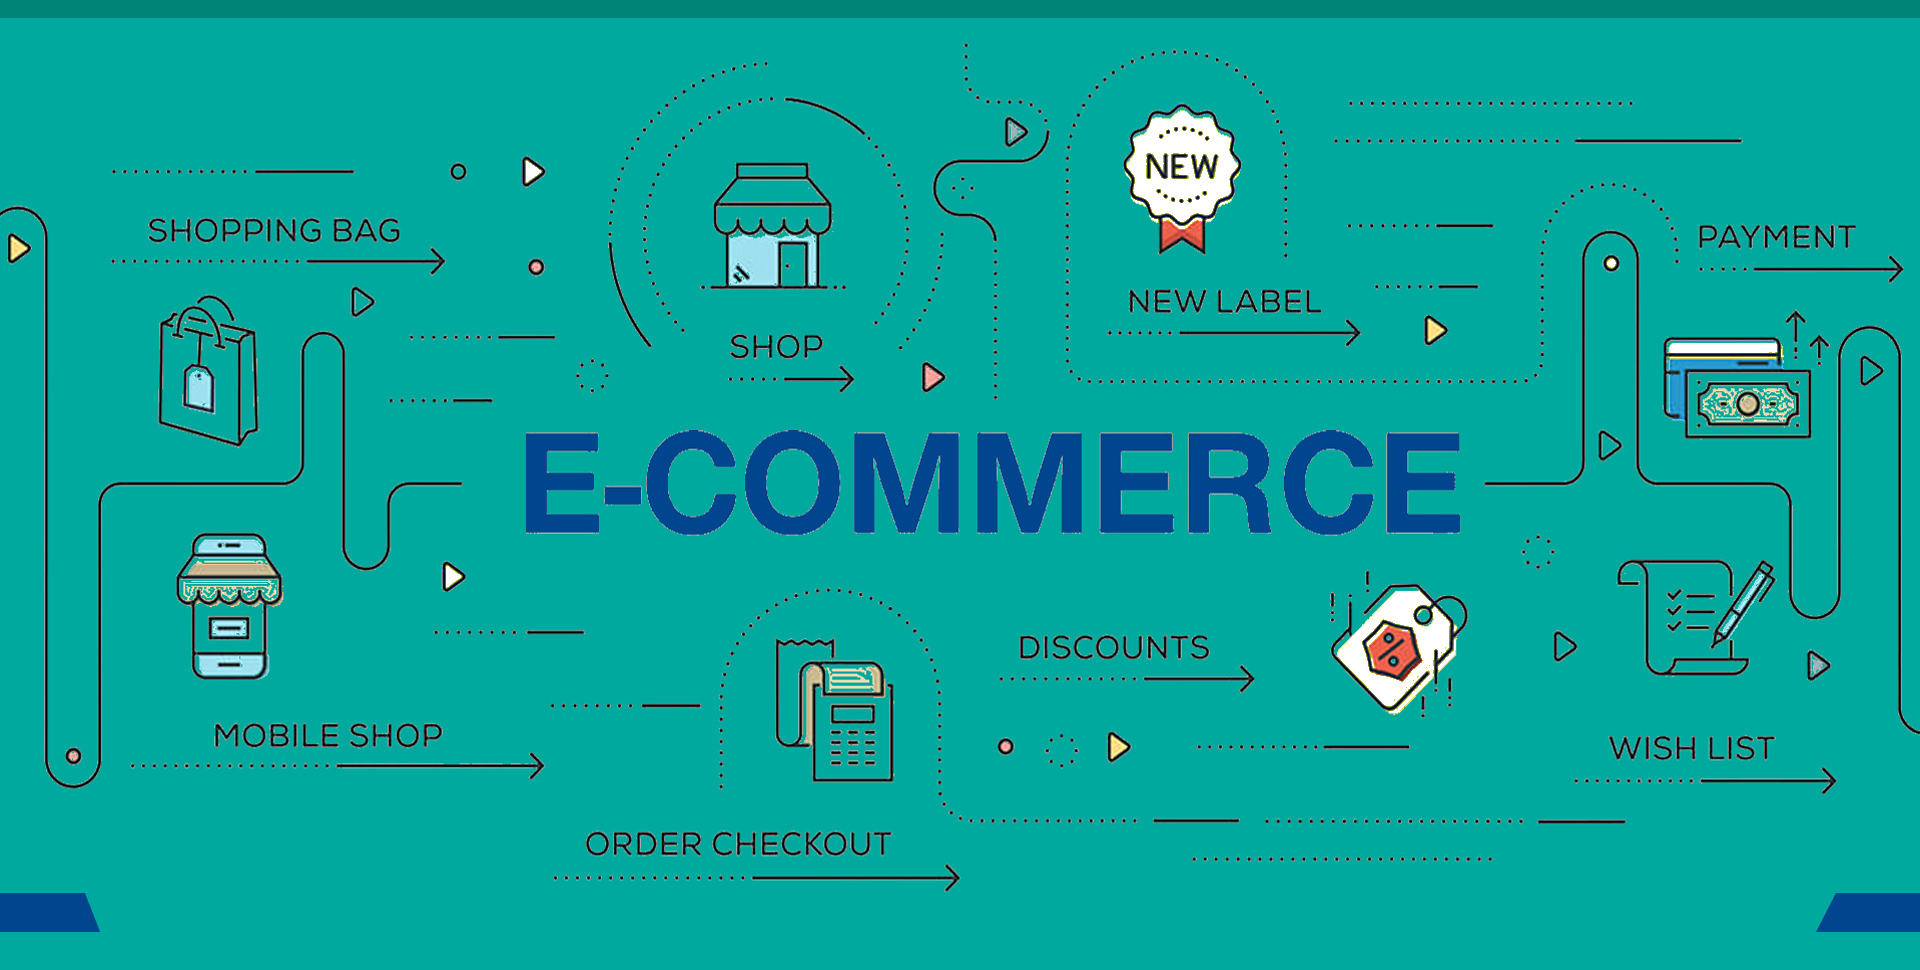 NEW
SHOPPING BAG
PAYMENT
NEW LABEL
SHOP
E-COMMERCE
DISCOUNTS
MOBILE SHOP
WISH LIST
ORDER CHECKOUT